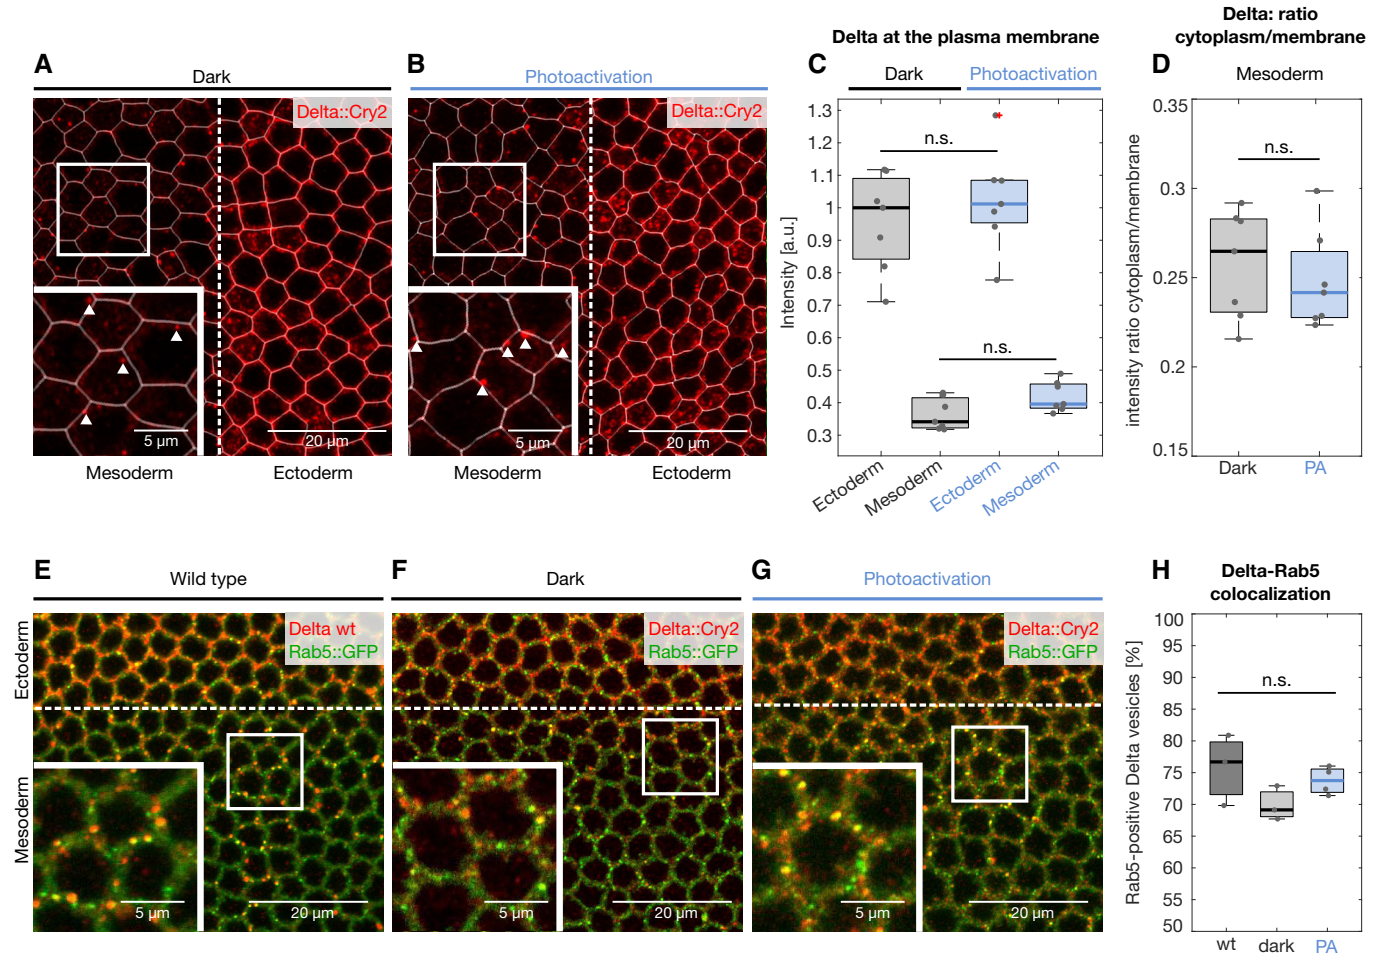 A
Dark
Delta::Cry2
5 µm
20 µm
Mesoderm
Ectoderm
B
Photoactivation
Delta::Cry2
5 µm
20 µm
Mesoderm
Ectoderm
Delta at the plasma membrane
C
Dark
Photoactivation
Intensity [a.u.]
1.3
1.2
1.1
1
0.9
0.8
0.7
0.6
0.5
0.4
0.3
n.s.
n.s.
Ectoderm
Mesoderm
Ectoderm
Mesoderm
Delta: ratio
cytoplasm/membrane
D
Mesoderm
intensity ratio cytoplasm/membrane
0.35
0.3
0.25
0.2
0.15
n.s.
Dark
PA
E
Wild type
Ectoderm
Mesoderm
Delta wt
Rab5::GFP
5 µm
20 µm
F
Dark
Delta::Cry2
Rab5::GFP
5 µm
20 µm
G
Photoactivation
Delta::Cry2
Rab5::GFP
5 µm
20 µm
H
Delta-Rab5
colocalization
Rab5-positive Delta vesicles [%]
100
95
90
85
80
75
70
65
60
55
50
n.s.
wt
dark
PA